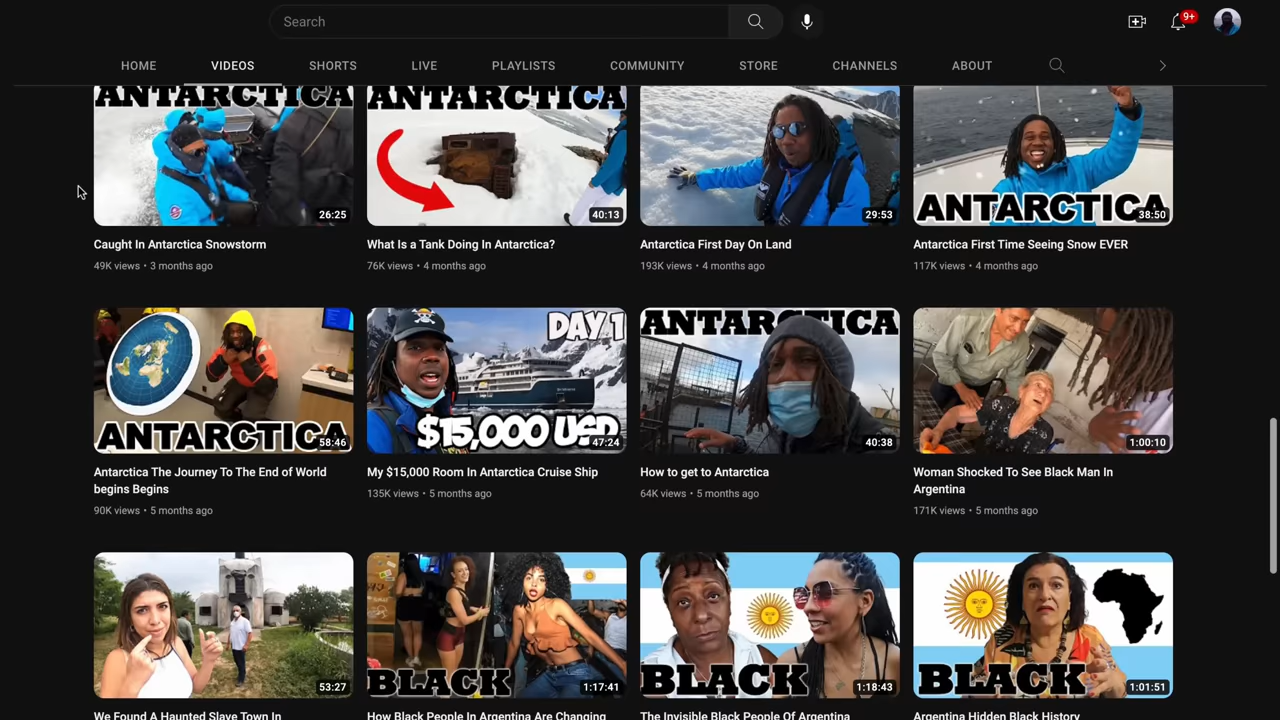 Search
9+
HOME VIDEOS SHORTS LIVE PLAYLISTS COMMUNITY STORE CHANNELS ABOUT
ANTARCTICA
26:25
Caught In Antarctica Snowstorm
49K views • 3 months ago
ANTARCTICA
40:13
What Is a Tank Doing In Antarctica?
76K views • 4 months ago
29:53
Antarctica First Day On Land
193K views • 4 months ago
ANTARCTICA
38:50
Antarctica First Time Seeing Snow EVER
117K views • 4 months ago
ANTARCTICA
58:46
Antarctica The Journey To The End of World
begins Begins
90K views • 5 months ago
DAY 1
$15,000 USD
47:24
My $15,000 Room In Antarctica Cruise Ship
135K views • 5 months ago
ANTARCTICA
40:38
How to get to Antarctica
64K views • 5 months ago
1:00:10
Woman Shocked To See Black Man In
Argentina
171K views • 5 months ago
53:27
We Found A Haunted Slave Town In
BLACK
1:17:41
How Black People In Argentina Are Changing
BLACK
1:18:43
The Invisible Black People Of Argentina
BLACK
1:01:51
Argentina Hidden Black History